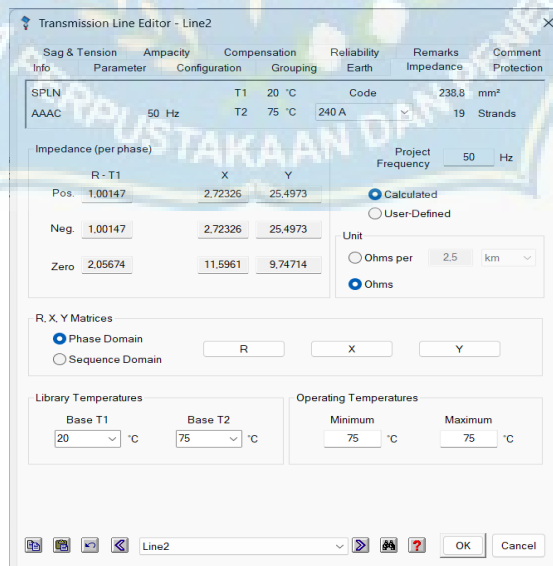 Transmission Line Editor - Line2
Sag & Tension Ampacity Compensation Reliability Remarks Comment
Info Parameter Configuration Grouping Earth Impedance Protection
SPLN T1 20 °C Code 238,8 mm²
AAAC 50 Hz T2 75 °C 240 A 19 Strands
Impedance (per phase)
Project
Frequency 50 Hz
R - T1 X Y
Pos. 1,00147 2,72326 25,4973
Calculated
User-Defined
Neg. 1,00147 2,72326 25,4973
Unit
Ohms per 2,5 km
Zero 2,05674 11,5961 9,74714
Ohms
R, X, Y Matrices
Phase Domain
Sequence Domain
R X Y
Library Temperatures
Base T1 Base T2
20 °C 75 °C
Operating Temperatures
Minimum Maximum
75 °C 75 °C
Line2
OK Cancel